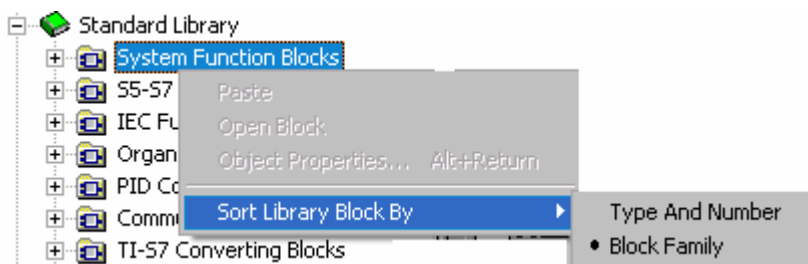 Standard Library
System Function Blocks
S5-S7
Paste
IEC Fu
Open Block
Organ
Object Properties... Alt+Return
PID Co
Commu
Sort Library Block By
Type And Number
TI-S7 Converting Blocks
Block Family